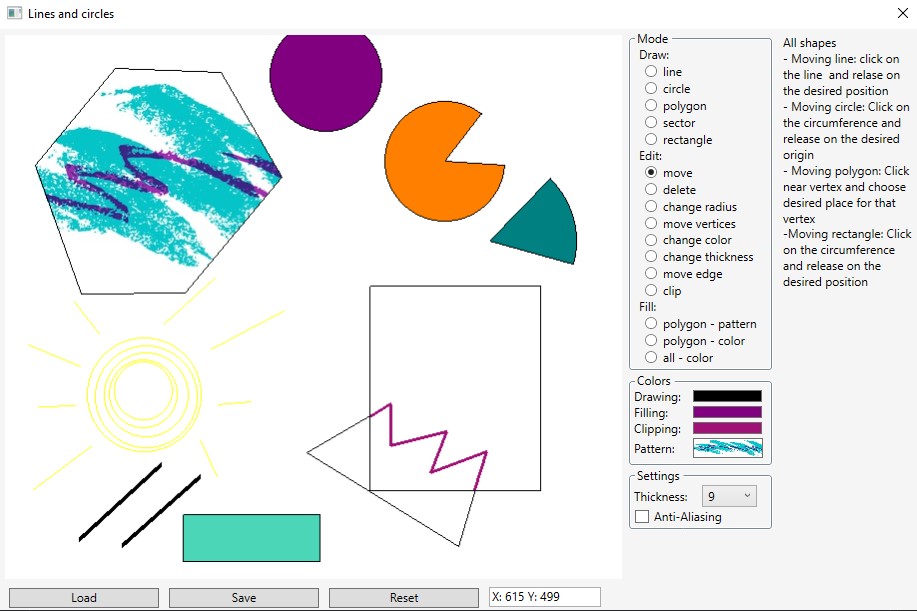 Lines and circles
Mode
Draw:
line
circle
polygon
sector
rectangle
Edit:
move
delete
change radius
move vertices
change color
change thickness
move edge
clip
Fill:
polygon - pattern
polygon - color
all - color
Colors
Drawing:
Filling:
Clipping:
Pattern:
Settings
Thickness: 9
Anti-Aliasing
All shapes
- Moving line: click on
the line  and relase on
the desired position
- Moving circle: Click on
the circumference and
release on the desired
origin
- Moving polygon: Click
near vertex and choose
desired place for that
vertex
-Moving rectangle: Click
on the circumference
and release on the
desired position
Load
Save
Reset
X: 615 Y: 499